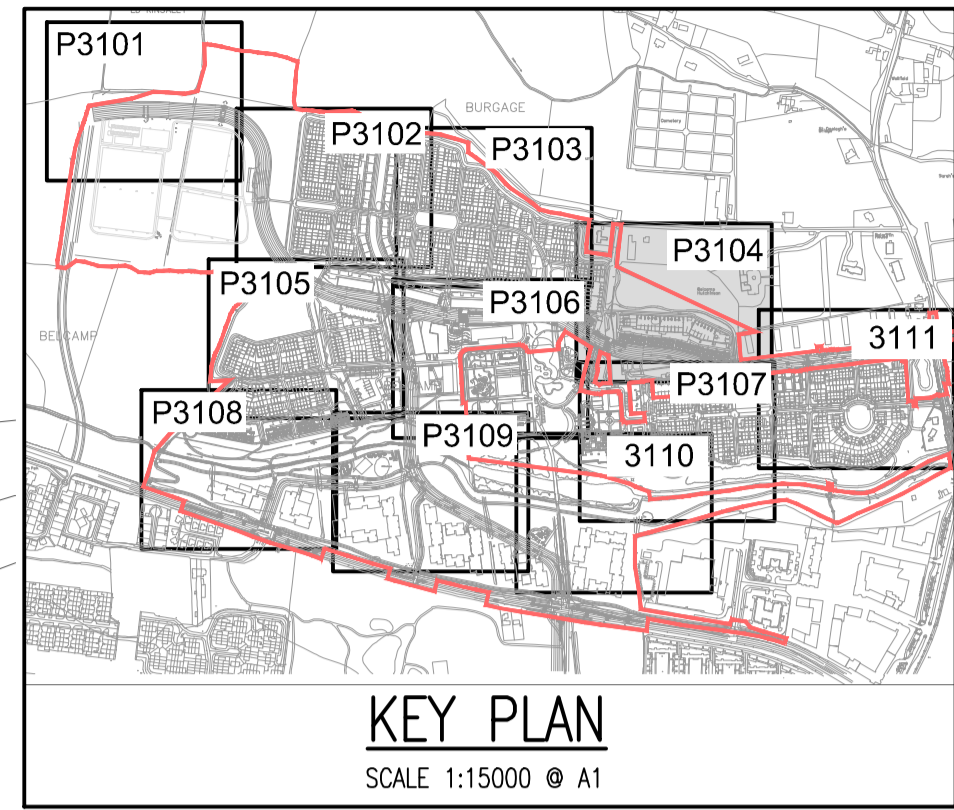 P3101
BURGAGE
P3102
P3103
Cemetery
P3104
P3105
P3106
BELCAMP
3111
P3107
P3108
P3109
3110
KEY PLAN
SCALE 1:15000 @ A1